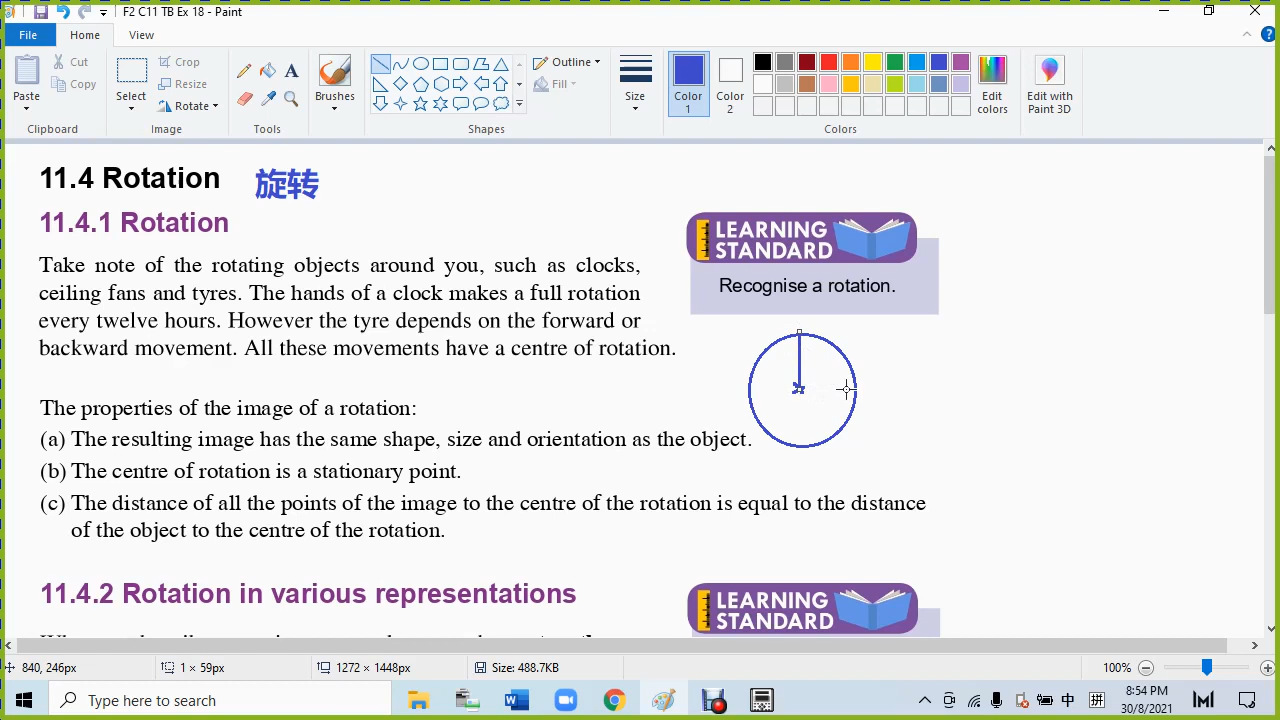 F2 C11 TB Ex 18 - Paint
File
Home
View
Paste
Cut
Copy
Clipboard
Select
Crop
Resize
Rotate
Image
Tools
Brushes
Outline
Fill
Shapes
Size
Color 1
Color 2
Colors
Edit colors
Edit with Paint 3D
11.4 Rotation 旋转
11.4.1 Rotation
LEARNING
STANDARD
Recognise a rotation.
Take note of the rotating objects around you, such as clocks,
ceiling fans and tyres. The hands of a clock makes a full rotation
every twelve hours. However the tyre depends on the forward or
backward movement. All these movements have a centre of rotation.
The properties of the image of a rotation:
(a) The resulting image has the same shape, size and orientation as the object.
(b) The centre of rotation is a stationary point.
(c) The distance of all the points of the image to the centre of the rotation is equal to the distance
of the object to the centre of the rotation.
11.4.2 Rotation in various representations
LEARNING
STANDARD
840, 246px
1 × 59px
1272 × 1448px
Size: 488.7KB
100%
Type here to search
中
拼
8:54 PM
30/8/2021